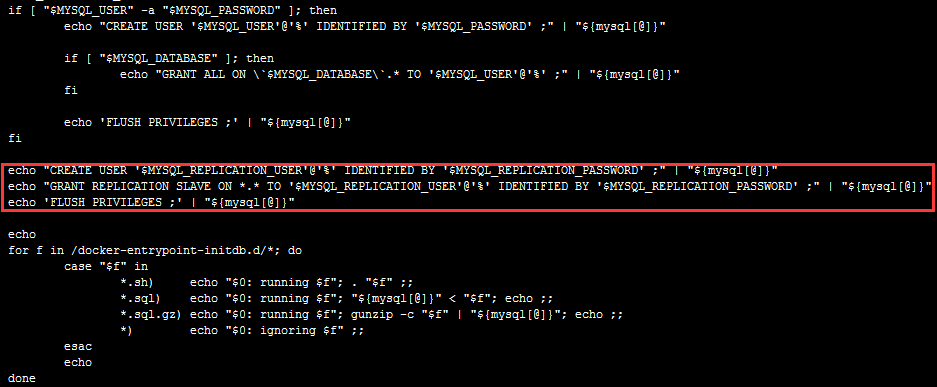 if [ "$MYSQL_USER" -a "$MYSQL_PASSWORD" ]; then
        echo "CREATE USER '$MYSQL_USER'@'%' IDENTIFIED BY '$MYSQL_PASSWORD' ;" | "${mysql[@]}"
        if [ "$MYSQL_DATABASE" ]; then
                echo "GRANT ALL ON \`$MYSQL_DATABASE\`.* TO '$MYSQL_USER'@'%' ;" | "${mysql[@]}"
        fi
        echo 'FLUSH PRIVILEGES ;' | "${mysql[@]}"
fi
echo "CREATE USER '$MYSQL_REPLICATION_USER'@'%' IDENTIFIED BY '$MYSQL_REPLICATION_PASSWORD' ;" | "${mysql[@]}"
echo "GRANT REPLICATION SLAVE ON *.* TO '$MYSQL_REPLICATION_USER'@'%' IDENTIFIED BY '$MYSQL_REPLICATION_PASSWORD' ;" | "${mysql[@]}"
echo 'FLUSH PRIVILEGES ;' | "${mysql[@]}"
echo
for f in /docker-entrypoint-initdb.d/*; do
        case "$f" in
                *.sh)     echo "$0: running $f"; . "$f" ;;
                *.sql)    echo "$0: running $f"; "${mysql[@]}" < "$f"; echo ;;
                *.sql.gz) echo "$0: running $f"; gunzip -c "$f" | "${mysql[@]}"; echo ;;
                *)        echo "$0: ignoring $f" ;;
        esac
        echo
done